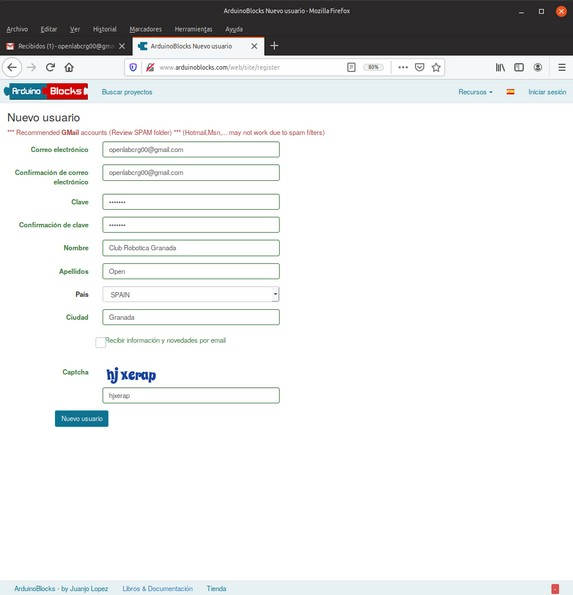 ArduinoBlocks Nuevo usuario - Mozilla Firefox
Archivo Editar Ver Historial Marcadores Herramientas Ayuda
Recibidos (1) - openlabcrg00@gma
ArduinoBlocks Nuevo usuario
www.arduinoblocks.com/web/site/register
80%
Arduino Blocks
Buscar proyectos
Recursos
Iniciar sesión
Nuevo usuario
*** Recommended GMail accounts (Review SPAM folder) *** (Hotmail,Msn,... may not work due to spam filters)
Correo electrónico openlabcrg00@gmail.com
Confirmación de correo electrónico openlabcrg00@gmail.com
Clave •••••••
Confirmación de clave •••••••
Nombre Club Robotica Granada
Apellidos Open
País SPAIN
Ciudad Granada
Recibir información y novedades por email
Captcha hjxerap
hjxerap
Nuevo usuario
ArduinoBlocks - by Juanjo Lopez
Libros & Documentación
Tienda